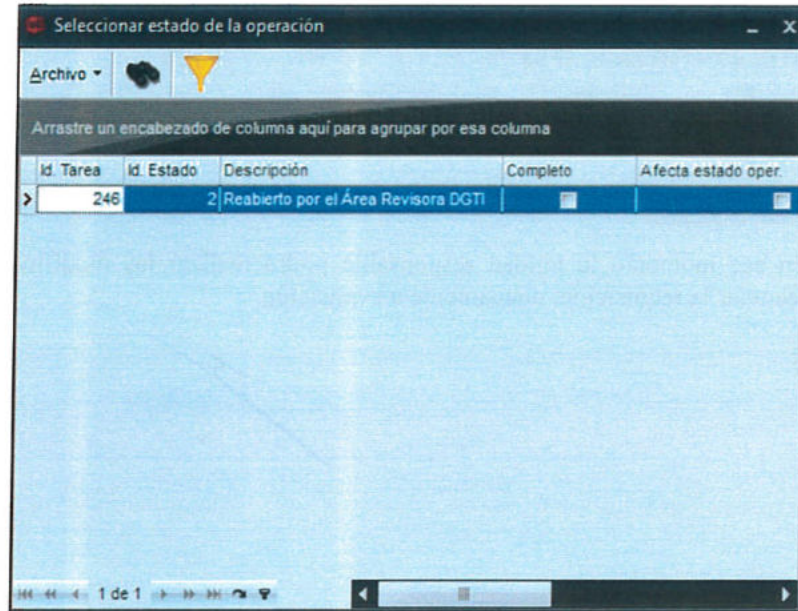 Seleccionar estado de la operación
Archivo
Arrastre un encabezado de columna aquí para agrupar por esa columna
Id. Tarea Id. Estado Descripción Completo Afecta estado oper.
246 2 Reabierto por el Área Revisora DGTI
1 de 1